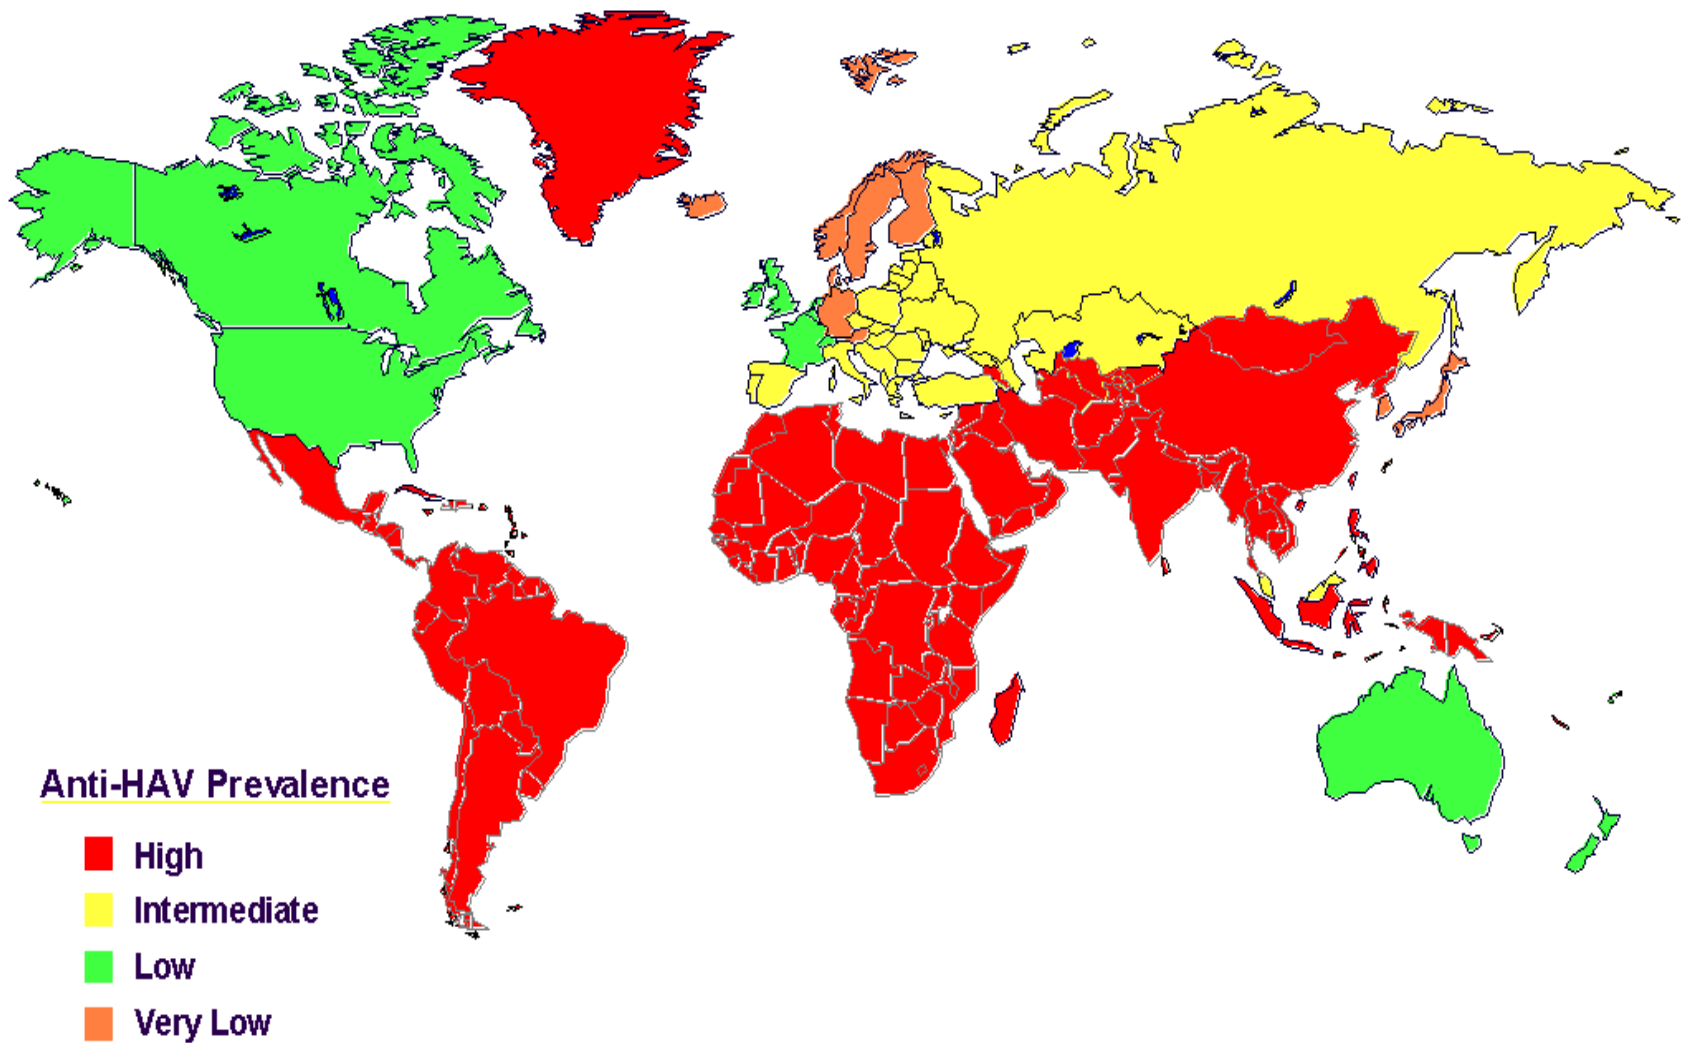 Anti-HAV Prevalence
High
Intermediate
Low
Very Low